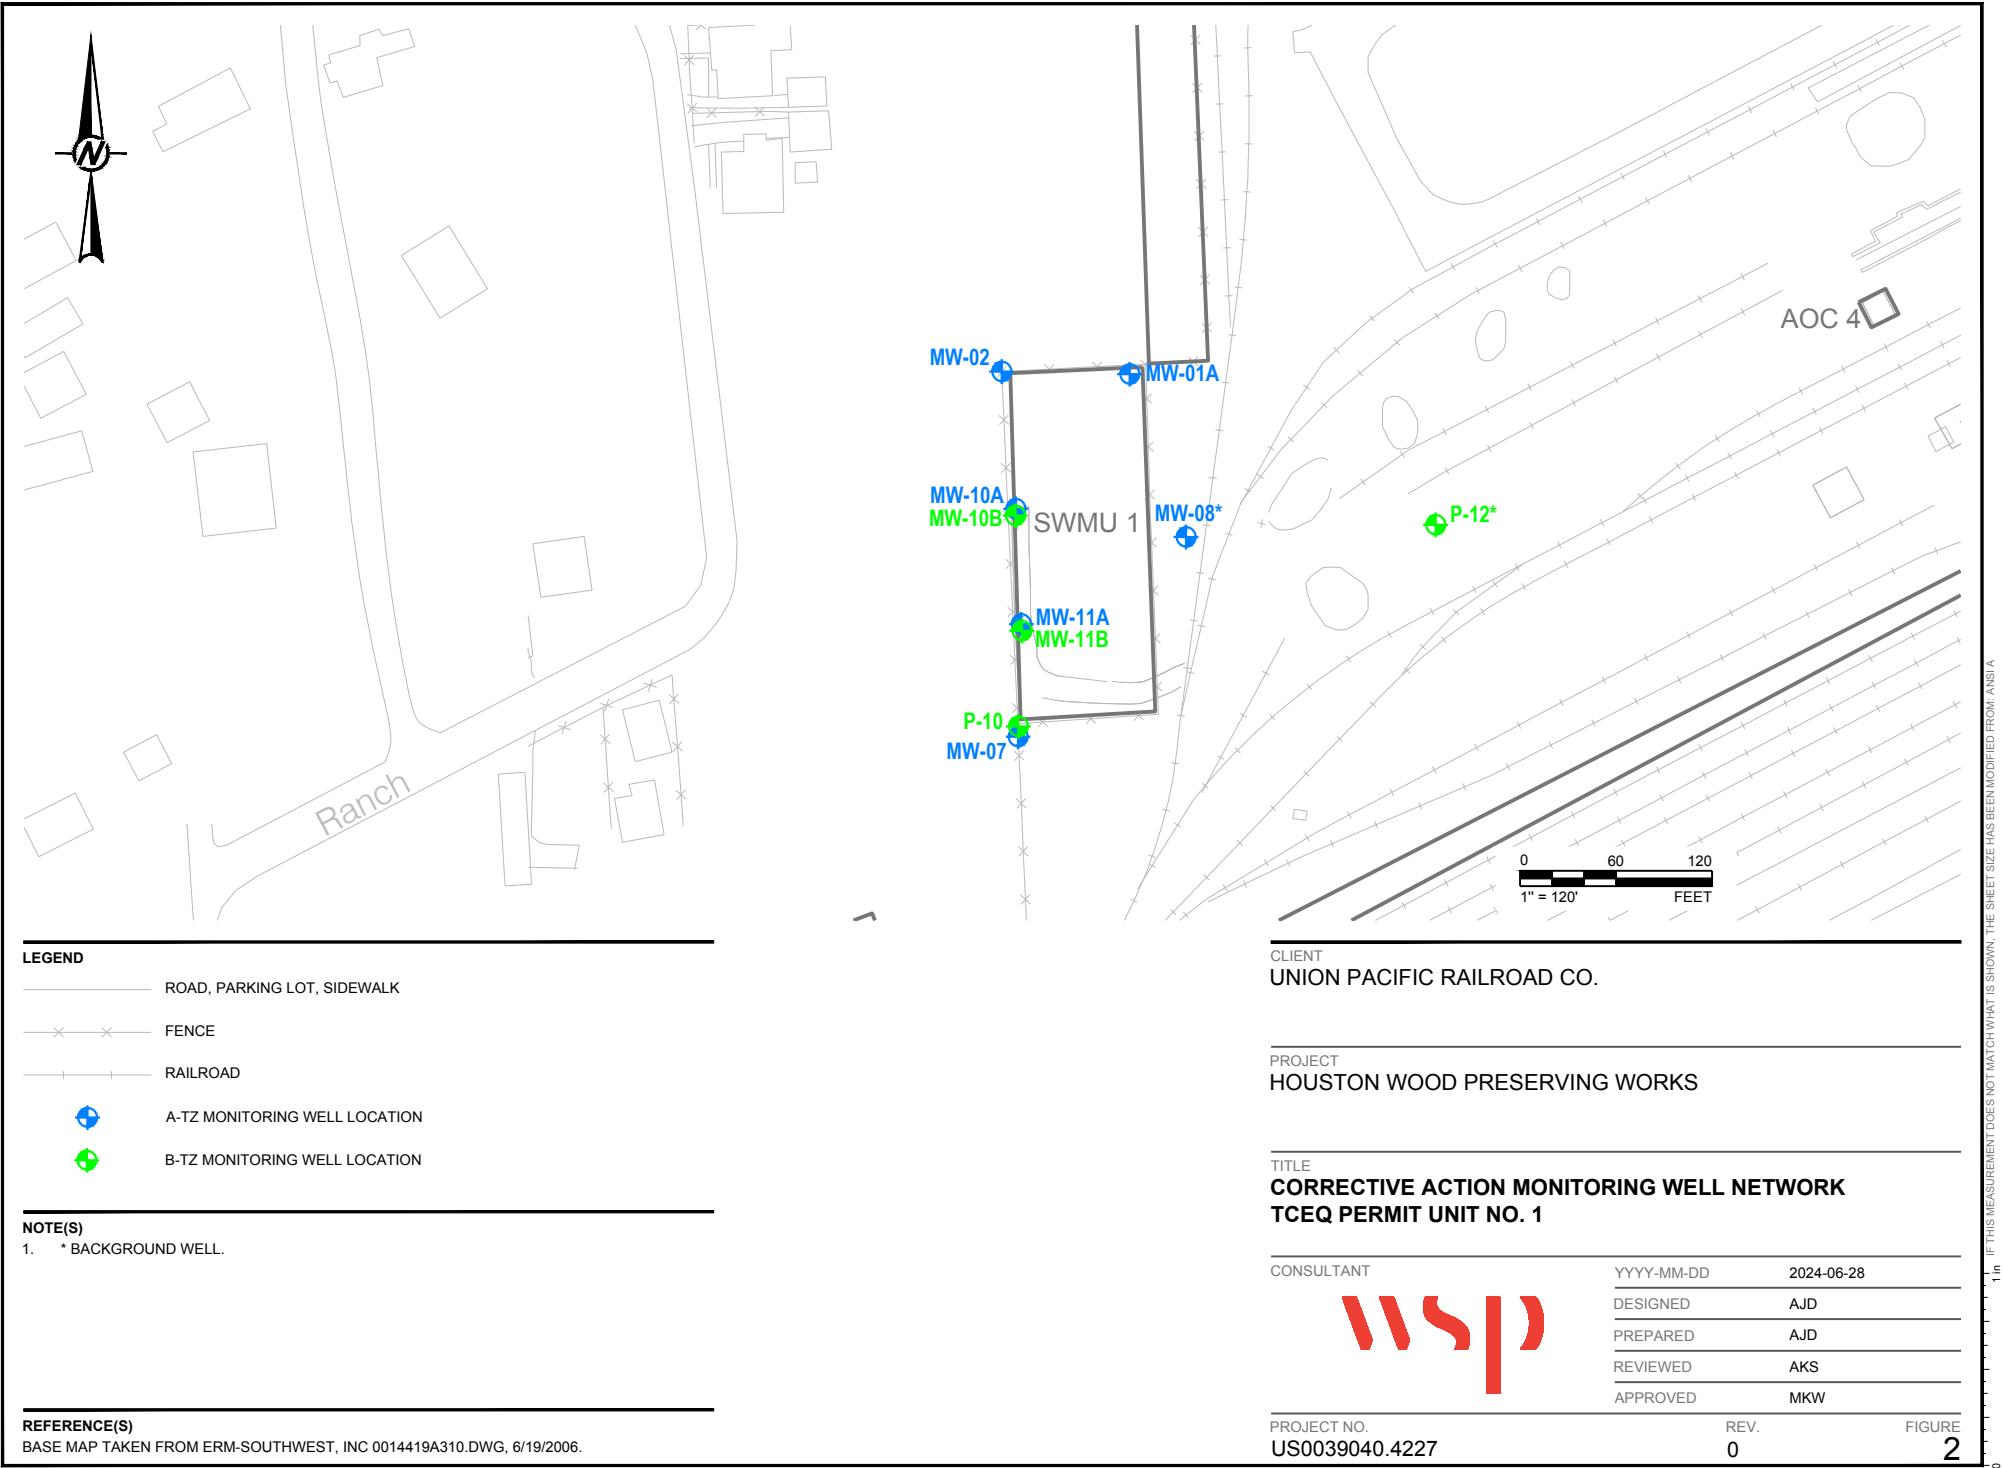 N
MW-02
MW-01A
AOC 4
MW-10A
MW-10B
SWMU 1
MW-08*
P-12*
MW-11A
MW-11B
P-10
MW-07
Ranch
0 60 120
1" = 120' FEET
LEGEND
ROAD, PARKING LOT, SIDEWALK
FENCE
RAILROAD
A-TZ MONITORING WELL LOCATION
B-TZ MONITORING WELL LOCATION
NOTE(S)
1. * BACKGROUND WELL.
REFERENCE(S)
BASE MAP TAKEN FROM ERM-SOUTHWEST, INC 0014419A310.DWG, 6/19/2006.
CLIENT
UNION PACIFIC RAILROAD CO.
PROJECT
HOUSTON WOOD PRESERVING WORKS
TITLE
CORRECTIVE ACTION MONITORING WELL NETWORK
TCEQ PERMIT UNIT NO. 1
CONSULTANT
wsp
YYYY-MM-DD 2024-06-28
DESIGNED AJD
PREPARED AJD
REVIEWED AKS
APPROVED MKW
PROJECT NO. REV. FIGURE
US0039040.4227 0 2
IF THIS MEASUREMENT DOES NOT MATCH WHAT IS SHOWN, THE SHEET SIZE HAS BEEN MODIFIED FROM: ANSI A
1 in
0